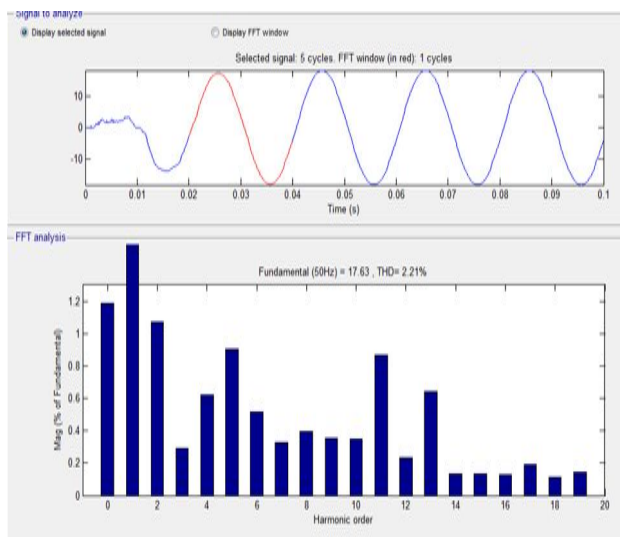 Signal to analyze
Display selected signal
Display FFT window
Selected signal: 5 cycles. FFT window (in red): 1 cycles
10
0
-10
0 0.01 0.02 0.03 0.04 0.05 0.06 0.07 0.08 0.09 0.1
Time (s)
FFT analysis
Fundamental (50Hz) = 17.63 , THD= 2.21%
Mag (% of Fundamental)
1.2
1
0.8
0.6
0.4
0.2
0
0 2 4 6 8 10 12 14 16 18 20
Harmonic order